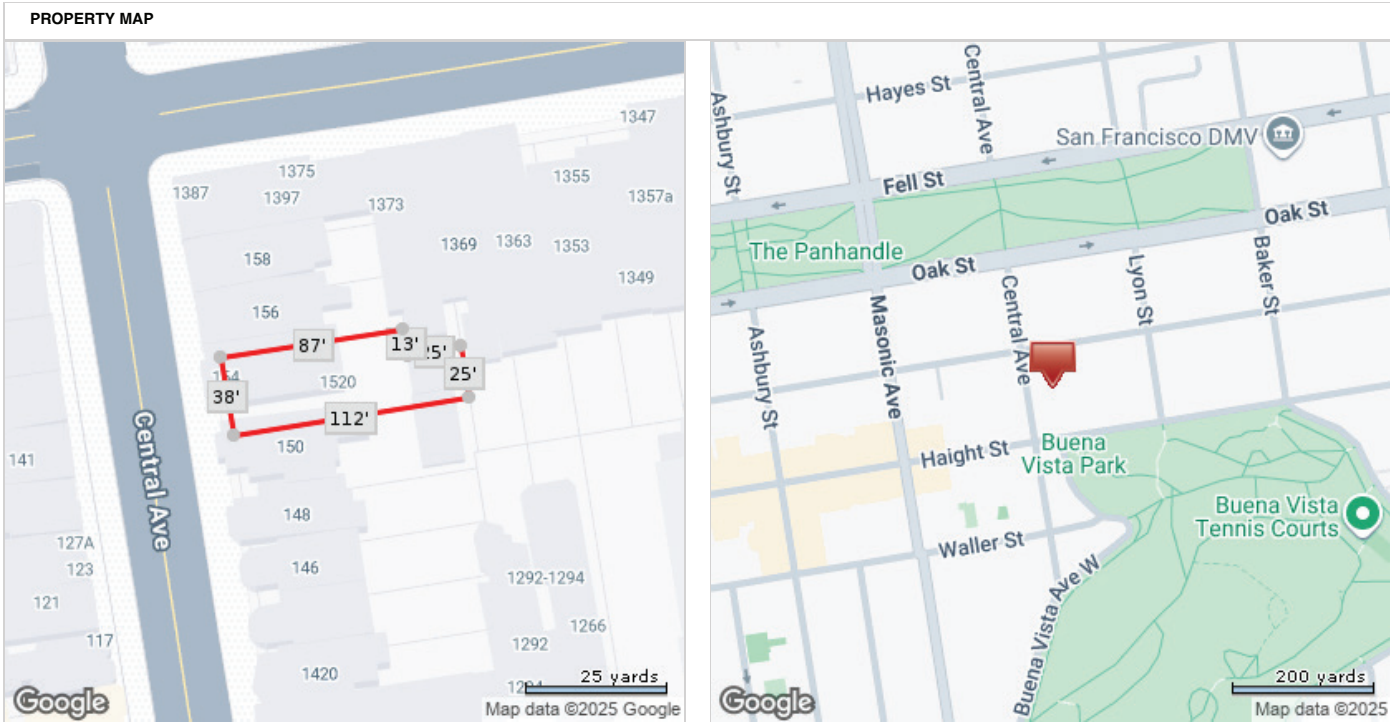 PROPERTY MAP
1347
1375
1355
1387
1397
1373
1357a
1369
1363
1353
158
1349
156
87'
13'
25'
25'
154
1520
38'
112'
Central Ave
150
141
148
127A
123
146
1292-1294
121
1266
117
1292
1420
1294
25 yards
Google
Map data ©2025 Google
Central Ave
Hayes St
Ashbury St
San Francisco DMV
Fell St
Oak St
The Panhandle
Oak St
Lyon St
Baker St
Central Ave
Masonic Ave
Ashbury St
Haight St
Buena
Vista Park
Buena Vista
Tennis Courts
Waller St
Buena Vista Ave W
200 yards
Google
Map data ©2025